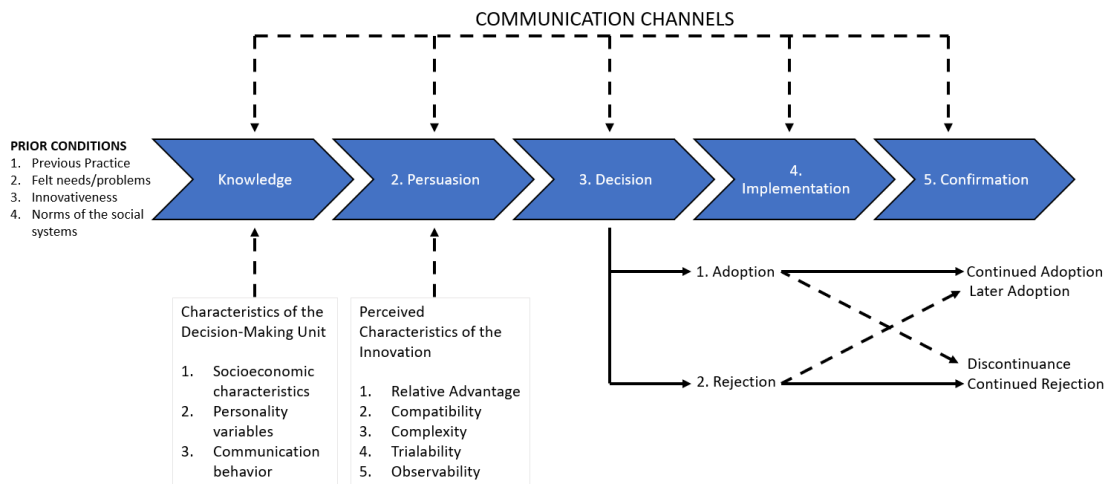 COMMUNICATION CHANNELS
PRIOR CONDITIONS
1. Previous Practice
2. Felt needs/problems
3. Innovativeness
4. Norms of the social
systems
Knowledge
2. Persuasion
3. Decision
4.
Implementation
5. Confirmation
1. Adoption
Continued Adoption
Later Adoption
Discontinuance
2. Rejection
Continued Rejection
Characteristics of the
Decision-Making Unit
1. Socioeconomic
characteristics
2. Personality
variables
3. Communication
behavior
Perceived
Characteristics of the
Innovation
1. Relative Advantage
2. Compatibility
3. Complexity
4. Trialability
5. Observability